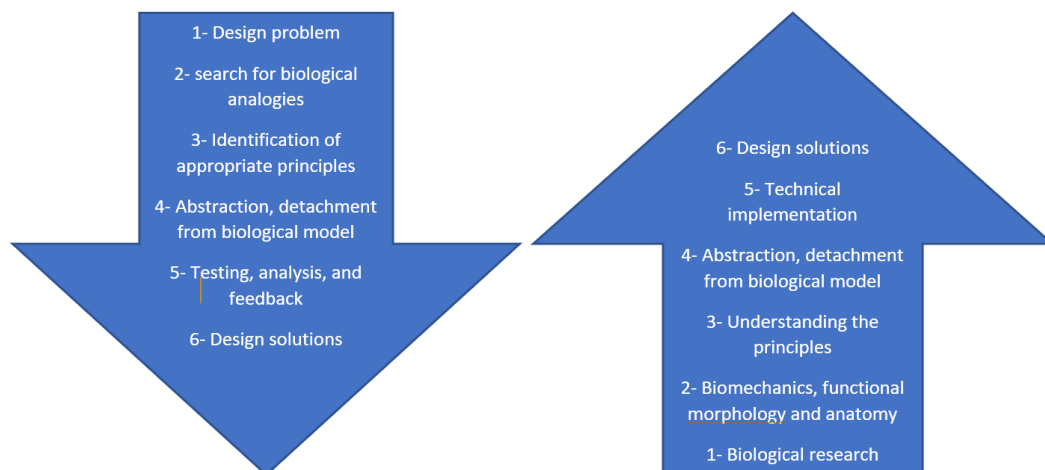 1- Design problem
2- search for biological
analogies
3- Identification of
appropriate principles
4- Abstraction, detachment
from biological model
5- Testing, analysis, and
feedback
6- Design solutions
6- Design solutions
5- Technical
implementation
4- Abstraction, detachment
from biological model
3- Understanding the
principles
2- Biomechanics, functional
morphology and anatomy
1- Biological research